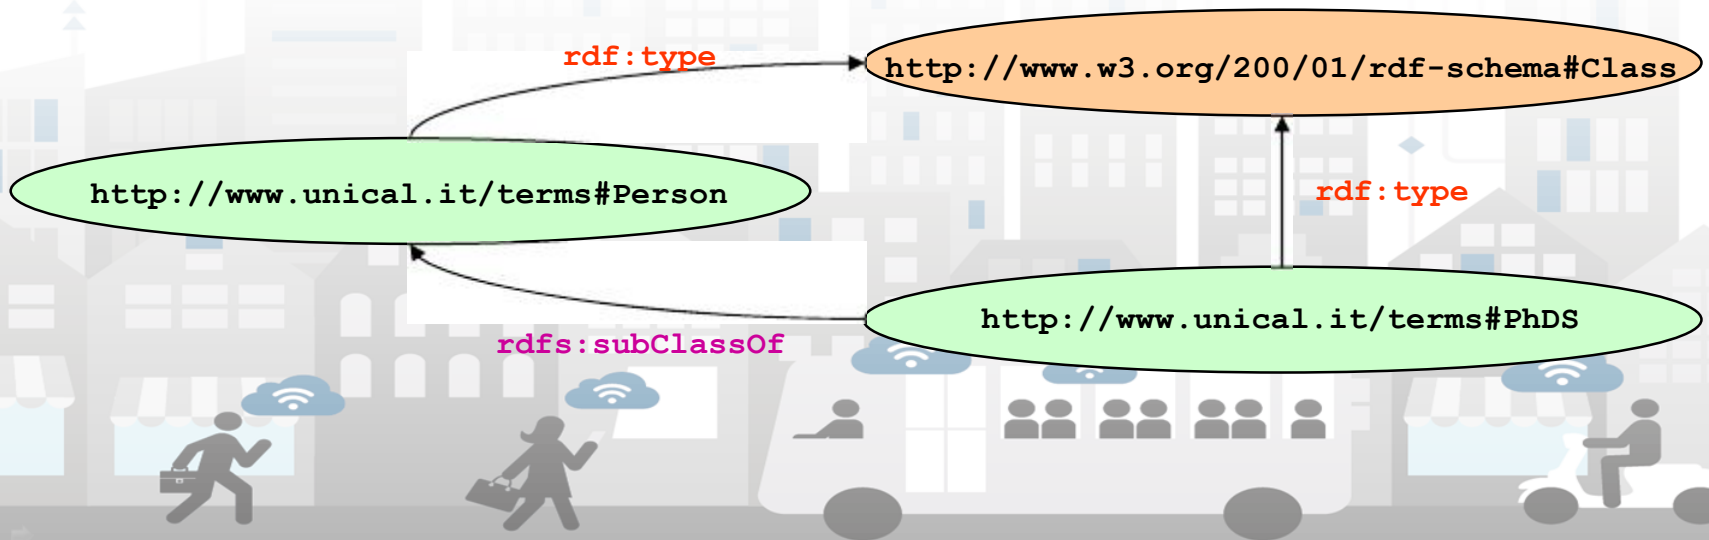 rdf:type
http://www.w3.org/200/01/rdf-schema#Class
http://www.unical.it/terms#Person
rdf:type
http://www.unical.it/terms#PhDS
rdfs:subClassOf